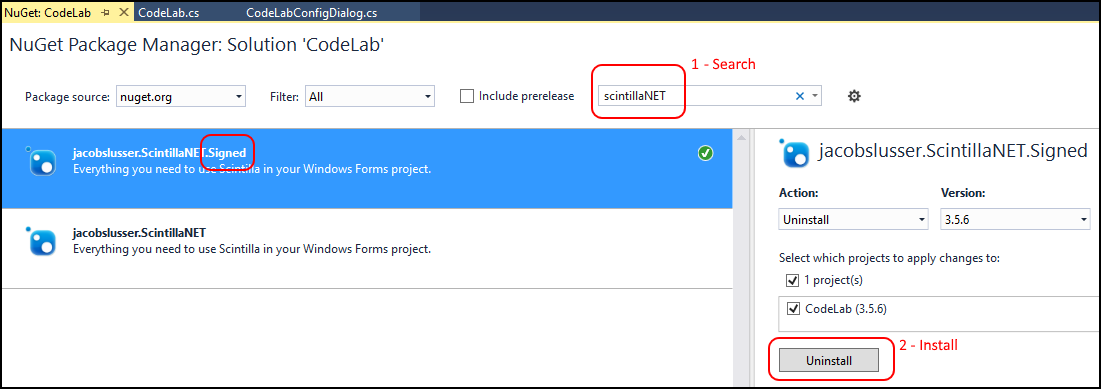 NuGet: CodeLab
CodeLab.cs
CodeLabConfigDialog.cs
NuGet Package Manager: Solution 'CodeLab'
1 - Search
Package source:
nuget.org
Filter:
All
Include prerelease
scintillaNET
jacobslusser.ScintillaNET.Signed
Everything you need to use Scintilla in your Windows Forms project.
jacobslusser.ScintillaNET
Everything you need to use Scintilla in your Windows Forms project.
jacobslusser.ScintillaNET.Signed
Action:
Version:
Uninstall
3.5.6
Select which projects to apply changes to:
1 project(s)
CodeLab (3.5.6)
2 - Install
Uninstall